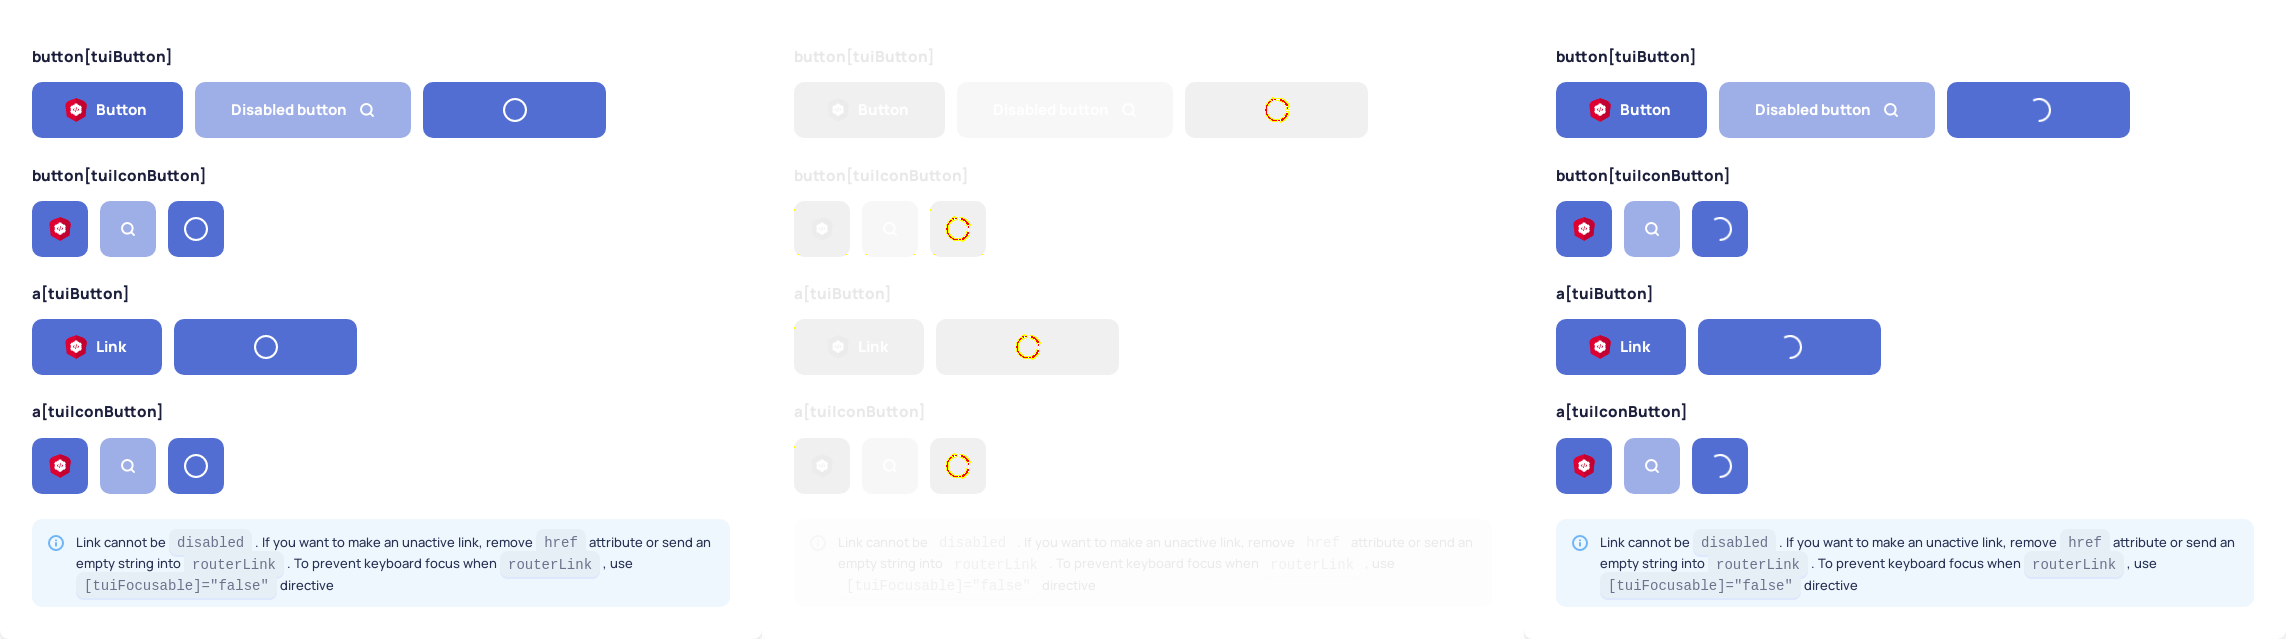 button[tuiButton]
Button
Disabled button
button[tuiIconButton]
a[tuiButton]
Link
a[tuiIconButton]
Link cannot be disabled . If you want to make an unactive link, remove href attribute or send an
empty string into routerLink . To prevent keyboard focus when routerLink , use
[tuiFocusable]="false" directive
button[tuiButton]
Button
Disabled button
button[tuiIconButton]
a[tuiButton]
Link
a[tuiIconButton]
Link cannot be disabled . If you want to make an unactive link, remove href attribute or send an
empty string into routerLink . To prevent keyboard focus when routerLink , use
[tuiFocusable]="false" directive
button[tuiButton]
Button
Disabled button
button[tuiIconButton]
a[tuiButton]
Link
a[tuiIconButton]
Link cannot be disabled . If you want to make an unactive link, remove href attribute or send an
empty string into routerLink . To prevent keyboard focus when routerLink , use
[tuiFocusable]="false" directive